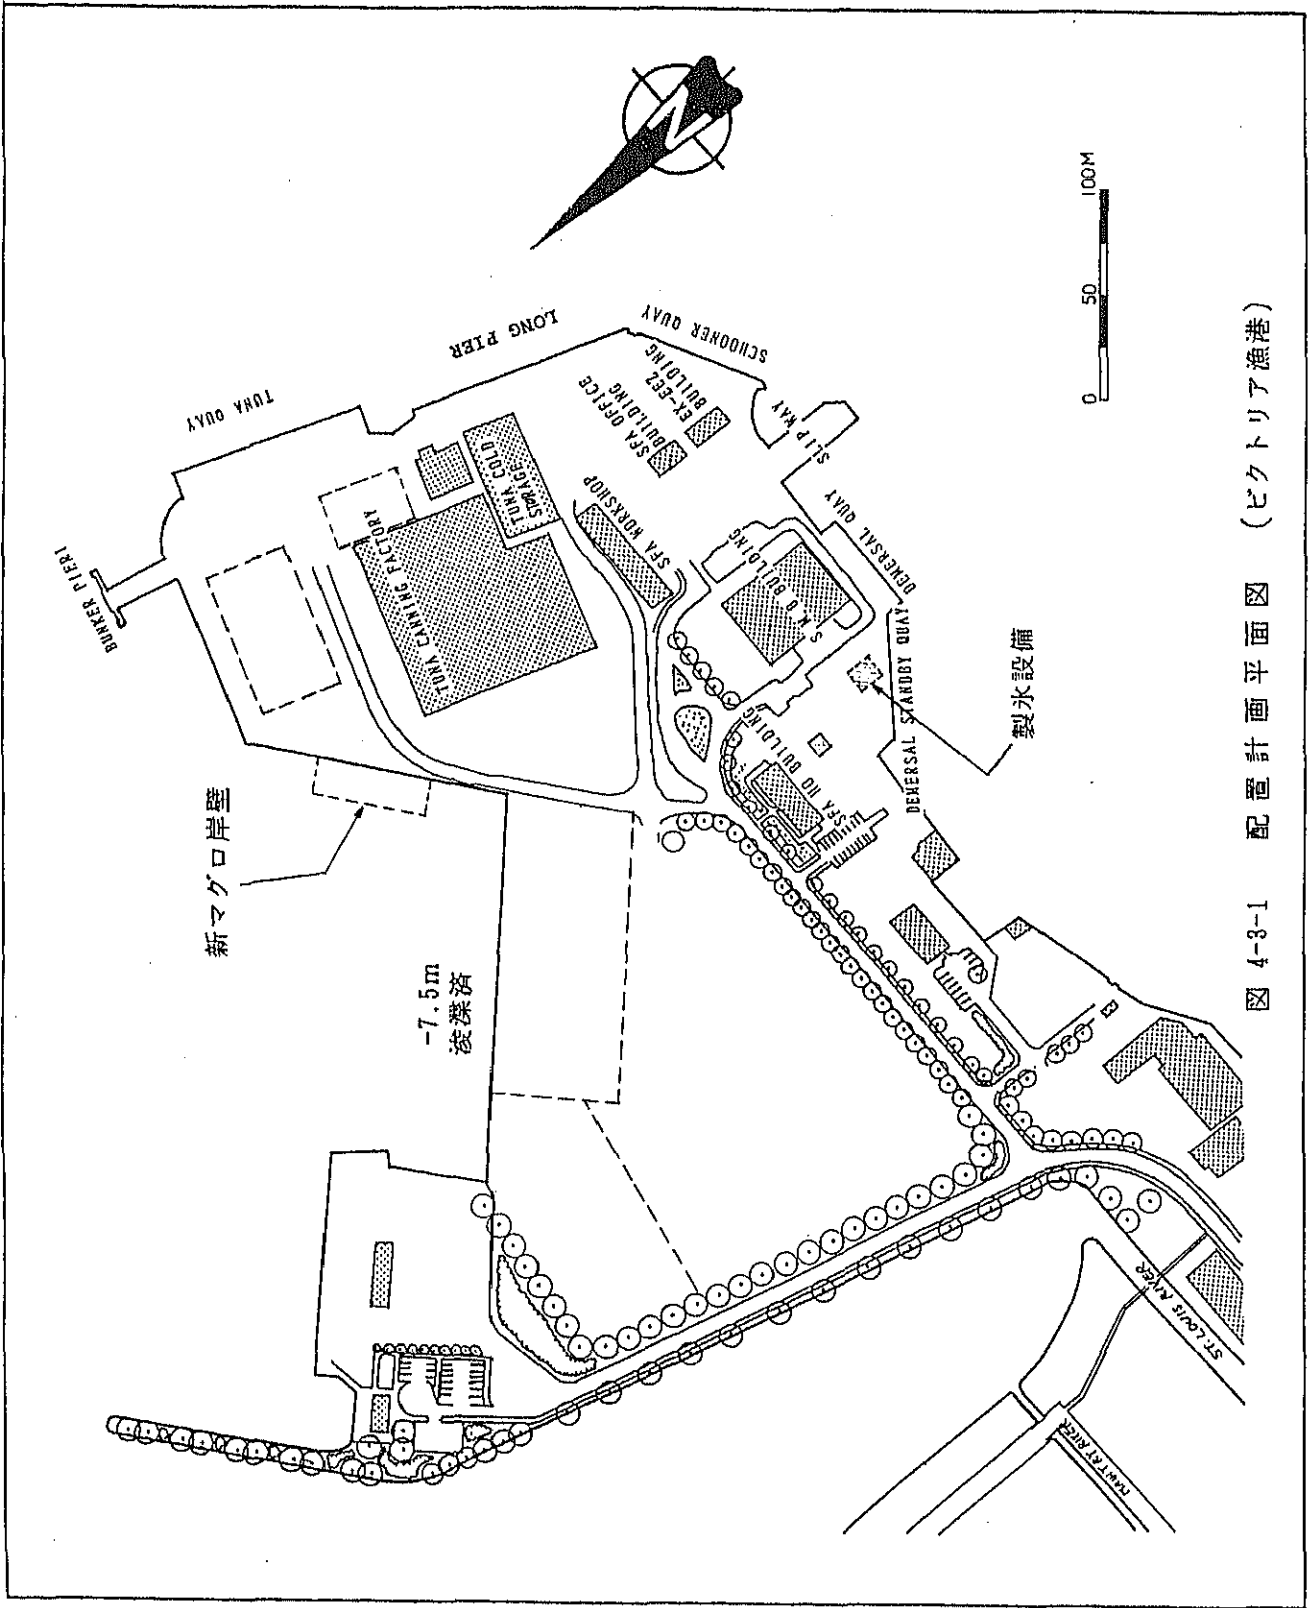 BUNKER PIER1
TUNA QUAY
LONG PIER
SCHOONER QUAY
SLIP WAY
DEMERSAL QUAY
DEMERSAL STANDBY QUAY
TUNA CANNING FACTORY
TUNA COLD
STRAGE
SFA OFFICE
BUILDING
EX-EEZ
BUILDING
SFA WORKSHOP
S.M.B BUILDING
SFA HQ BUILDING
製氷設備
新マグロ岸壁
-7.5m
浚渫済
N
0 50 100M
ST.LOUIS RIVER
図 4-3-1 配置計画平面図 (ビクトリア漁港)